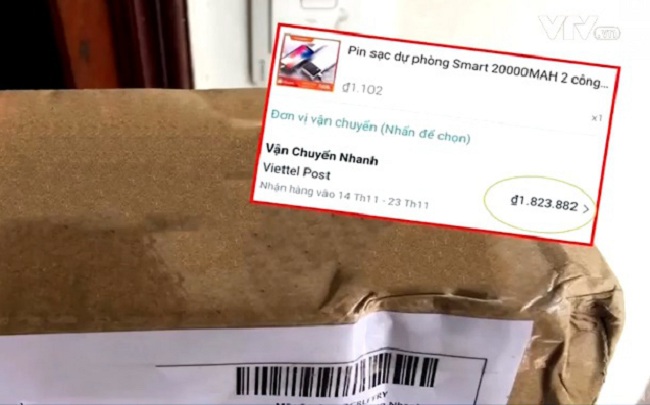 VTV.vn
Pin sạc dự phòng Smart 20000MAH 2 cổng...
₫1.102
x1
Đơn vị vận chuyển (Nhấn để chọn)
Vận Chuyển Nhanh
Viettel Post
Nhận hàng vào 14 Th11 - 23 Th11
₫1.823.882 >